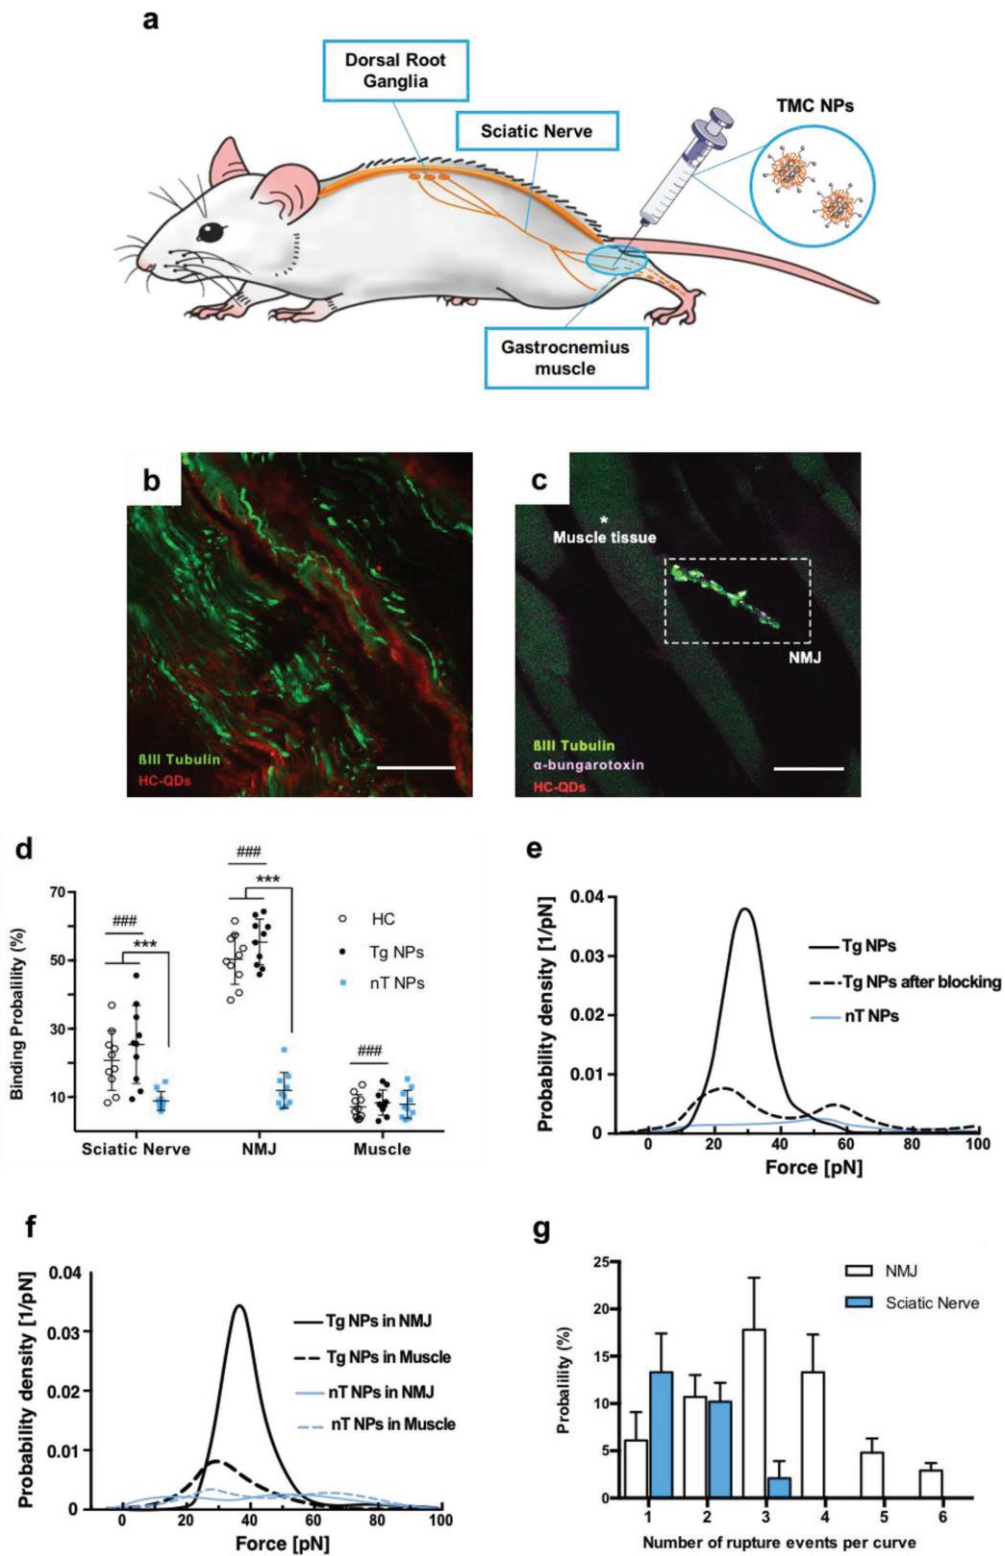 a
Dorsal Root
Ganglia
Sciatic Nerve
TMC NPs
Gastrocnemius
muscle
b
ßIII Tubulin
HC-QDs
c
*
Muscle tissue
NMJ
ßIII Tubulin
α-bungarotoxin
HC-QDs
d
Binding Probalility (%)
70
50
30
10
###
***
###
***
###
HC
Tg NPs
nT NPs
Sciatic Nerve
NMJ
Muscle
e
Probability density [1/pN]
0.04
0.03
0.02
0.01
0
Tg NPs
Tg NPs after blocking
nT NPs
0
20
40
60
80
100
Force [pN]
f
Probability density [1/pN]
0.04
0.03
0.02
0.01
0
Tg NPs in NMJ
Tg NPs in Muscle
nT NPs in NMJ
nT NPs in Muscle
0
20
40
60
80
100
Force [pN]
g
Probalility (%)
25
20
15
10
5
0
NMJ
Sciatic Nerve
1
2
3
4
5
6
Number of rupture events per curve